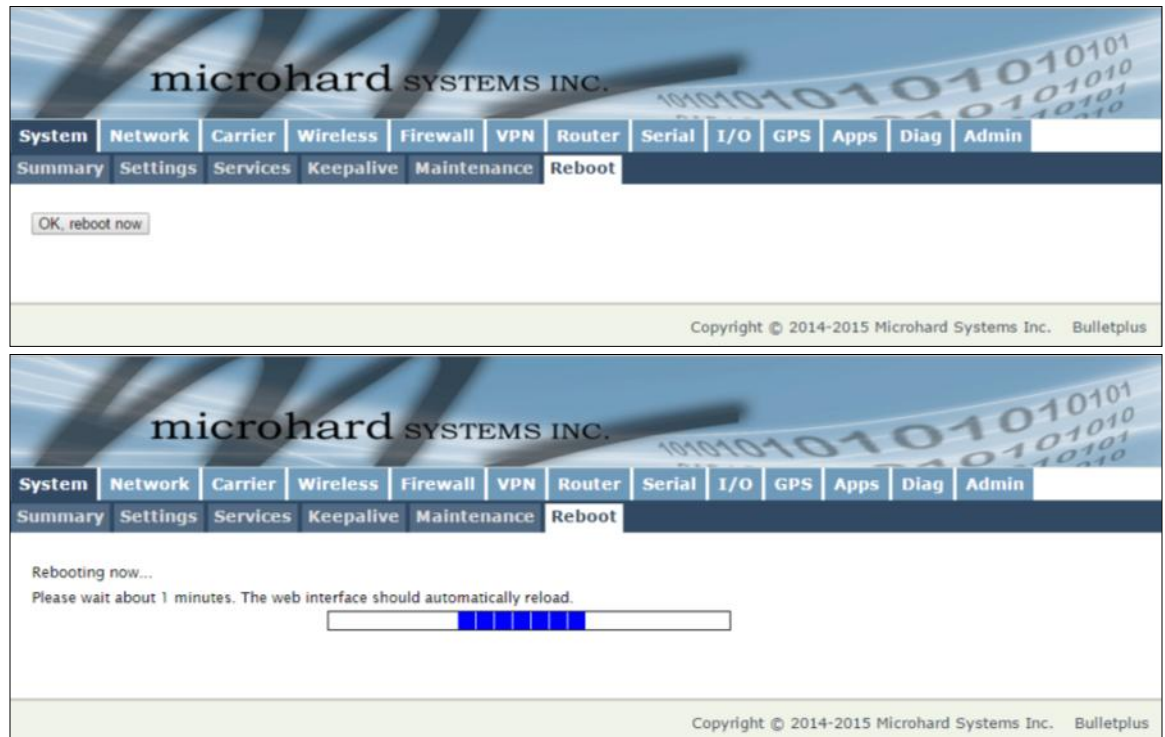 microhard SYSTEMS INC.
System Network Carrier Wireless Firewall VPN Router Serial I/O GPS Apps Diag Admin
Summary Settings Services Keepalive Maintenance Reboot
OK, reboot now
Copyright © 2014-2015 Microhard Systems Inc. Bulletplus
microhard SYSTEMS INC.
System Network Carrier Wireless Firewall VPN Router Serial I/O GPS Apps Diag Admin
Summary Settings Services Keepalive Maintenance Reboot
Rebooting now...
Please wait about 1 minutes. The web interface should automatically reload.
Copyright © 2014-2015 Microhard Systems Inc. Bulletplus